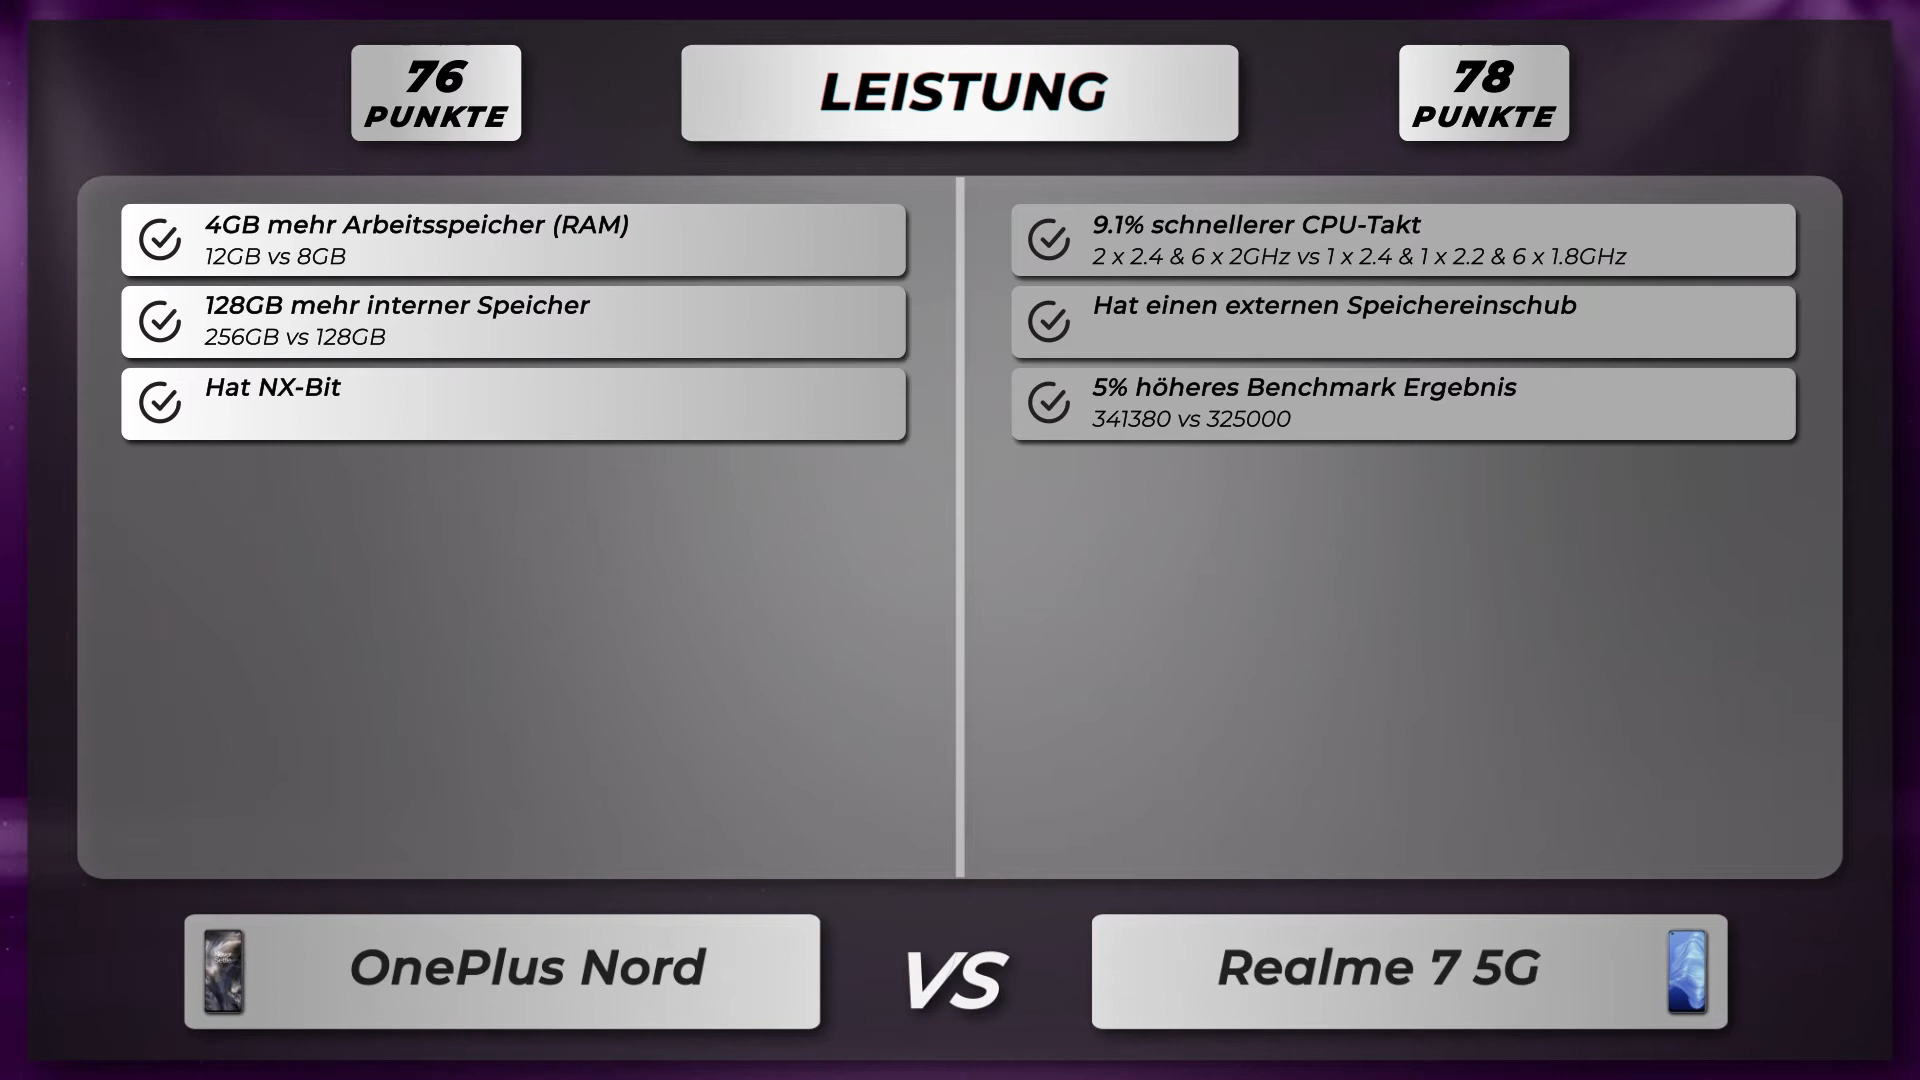 76
PUNKTE
LEISTUNG
78
PUNKTE
4GB mehr Arbeitsspeicher (RAM)
12GB vs 8GB
128GB mehr interner Speicher
256GB vs 128GB
Hat NX-Bit
9.1% schnellerer CPU-Takt
2 x 2.4 & 6 x 2GHz vs 1 x 2.4 & 1 x 2.2 & 6 x 1.8GHz
Hat einen externen Speichereinschub
5% höheres Benchmark Ergebnis
341380 vs 325000
OnePlus Nord
VS
Realme 7 5G